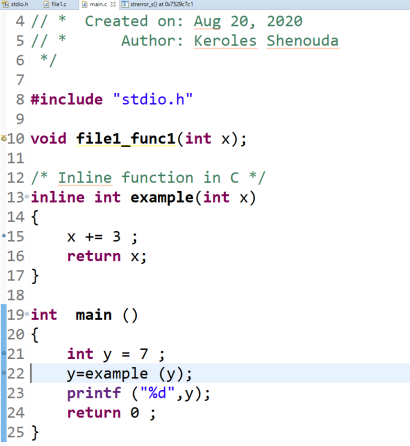 stdio.h file1.c main.c strerror_s() at 0x7529c7c1
4 // * Created on: Aug 20, 2020
5 // * Author: Keroles Shenouda
6 */
7
8 #include "stdio.h"
9
10 void file1_func1(int x);
11
12 /* Inline function in C */
13 inline int example(int x)
14 {
15 x += 3 ;
16 return x;
17 }
18
19 int main ()
20 {
21 int y = 7 ;
22 y=example (y);
23 printf ("%d",y);
24 return 0 ;
25 }